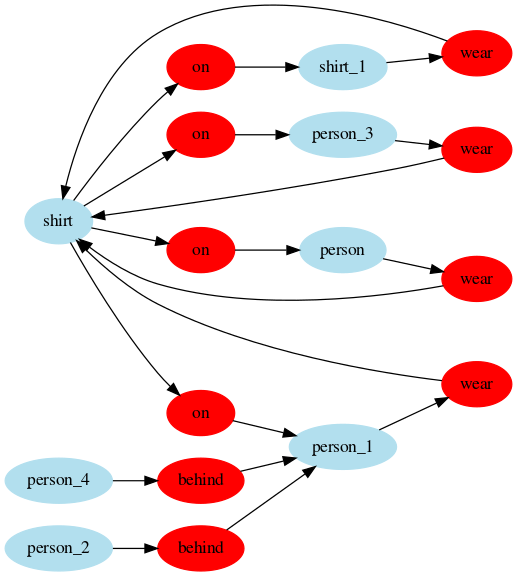 wear
on
shirt_1
on
person_3
wear
shirt
on
person
wear
wear
on
person_1
person_4
behind
person_2
behind